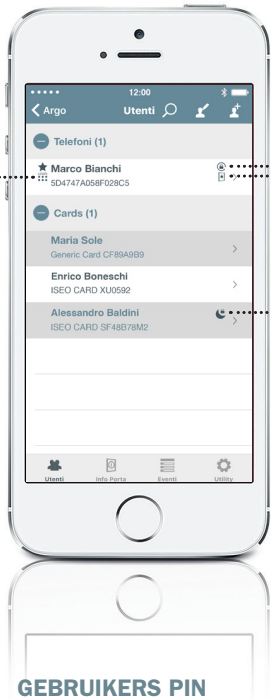 12:00
Argo
Utenti
Telefoni (1)
Marco Bianchi
5D4747A058F028C5
Cards (1)
Maria Sole
Generic Card CF89A9B9
Enrico Boneschi
ISEO CARD XU0592
Alessandro Baldini
ISEO CARD SF48B78M2
Utenti Info Porta Eventi Utility
GEBRUIKERS PIN